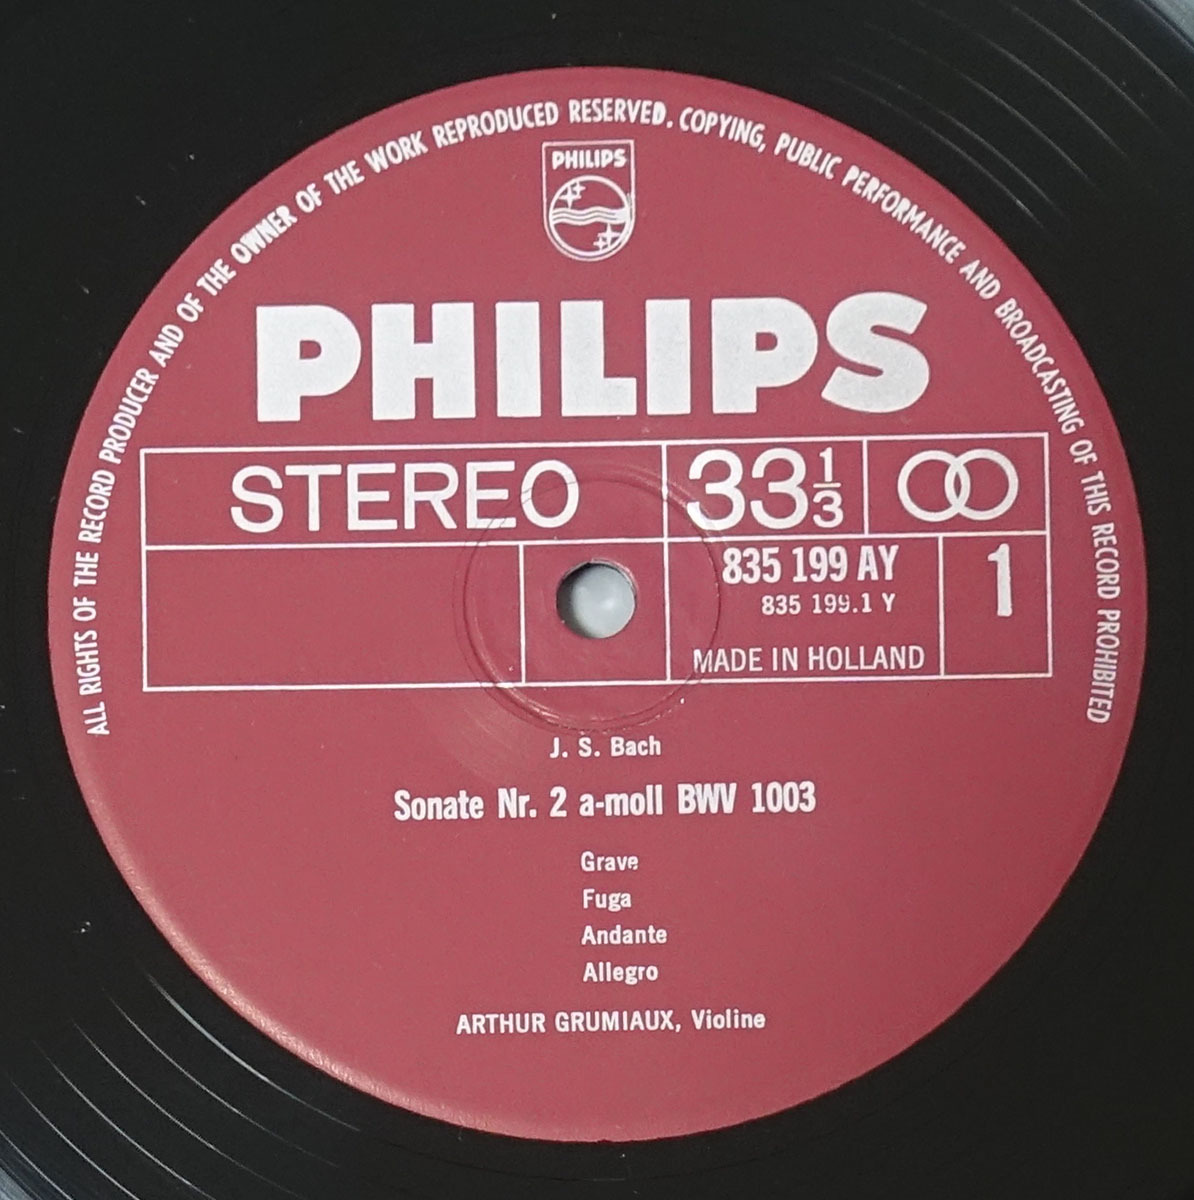 ALL RIGHTS OF THE RECORD PRODUCER AND OF THE OWNER OF THE WORK REPRODUCED RESERVED. COPYING, PUBLIC PERFORMANCE AND BROADCASTING OF THIS RECORD PROHIBITED
PHILIPS
PHILIPS
STEREO 33 1/3
835 199 AY 1
835 199.1 Y
MADE IN HOLLAND
J. S. Bach
Sonate Nr. 2 a-moll BWV 1003
Grave
Fuga
Andante
Allegro
ARTHUR GRUMIAUX, Violine